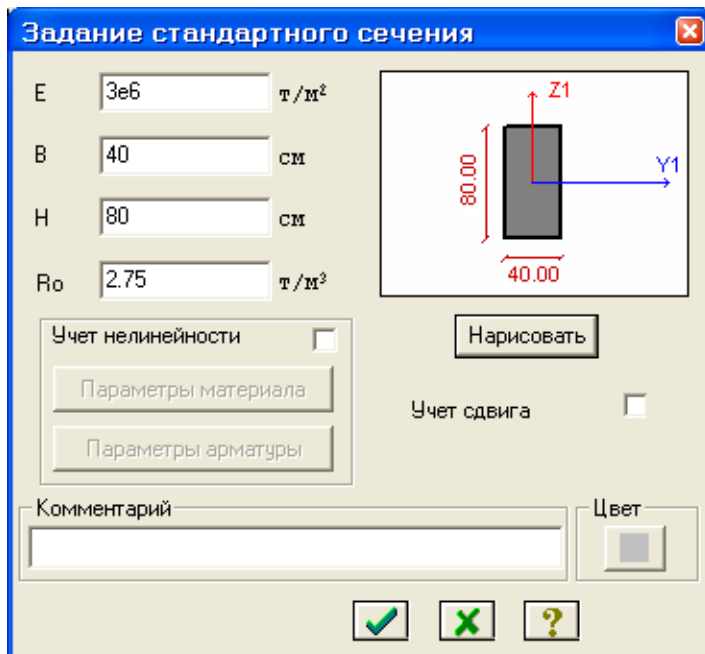 Задание стандартного сечения
E 3e6 т/м²
B 40 см
H 80 см
Ro 2.75 т/м³
Z1
Y1
80.00
40.00
Учет нелинейности
Нарисовать
Параметры материала
Учет сдвига
Параметры арматуры
Комментарий
Цвет
?